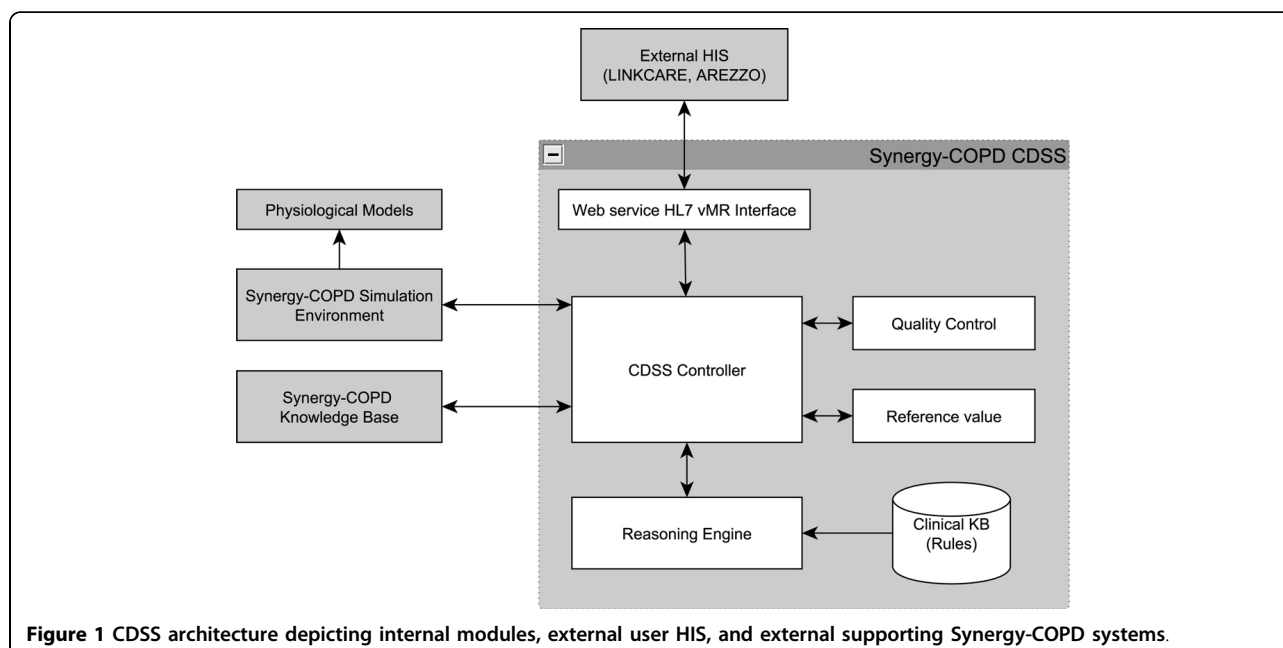 External HIS
(LINKCARE, AREZZO)
Synergy-COPD CDSS
Web service HL7 vMR Interface
Physiological Models
Synergy-COPD Simulation
Environment
CDSS Controller
Quality Control
Synergy-COPD
Knowledge Base
Reference value
Reasoning Engine
Clinical KB
(Rules)
Figure 1 CDSS architecture depicting internal modules, external user HIS, and external supporting Synergy-COPD systems.